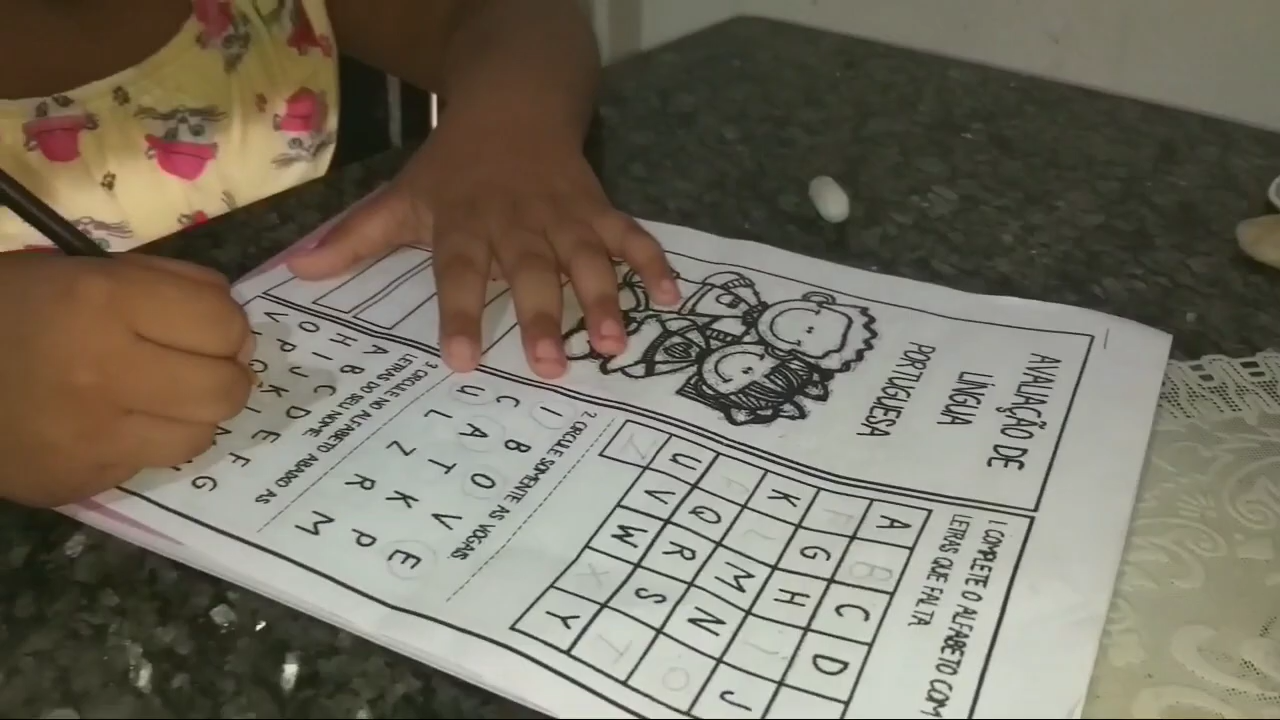 AVALIAÇÃO DE
LÍNGUA
PORTUGUESA
1. COMPLETE O ALFABETO COM
LETRAS QUE FALTA.
A B C D
F G H I J
K L M N O
P Q R S T
U V W X Y
Z
2. CIRCULE SOMENTE AS VOGAIS
I B O V E
C A T K P
U L Z R M
3. CIRCULE NO ALFABETO ABAIXO AS
LETRAS DO SEU NOME.
A B C D E F G
H I J K L M
O P Q
V